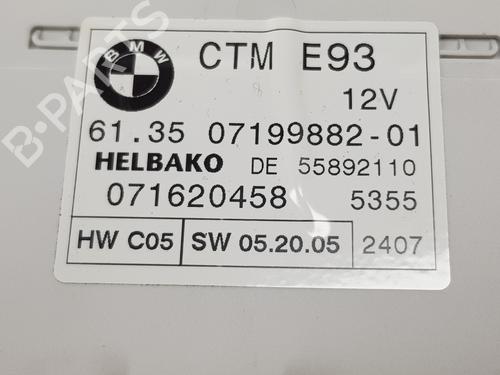 BMW
CTM E93
12V
61.35 07199882-01
HELBAKO DE 55892110
071620458 5355
HW C05 SW 05.20.05 2407
B-PARTS